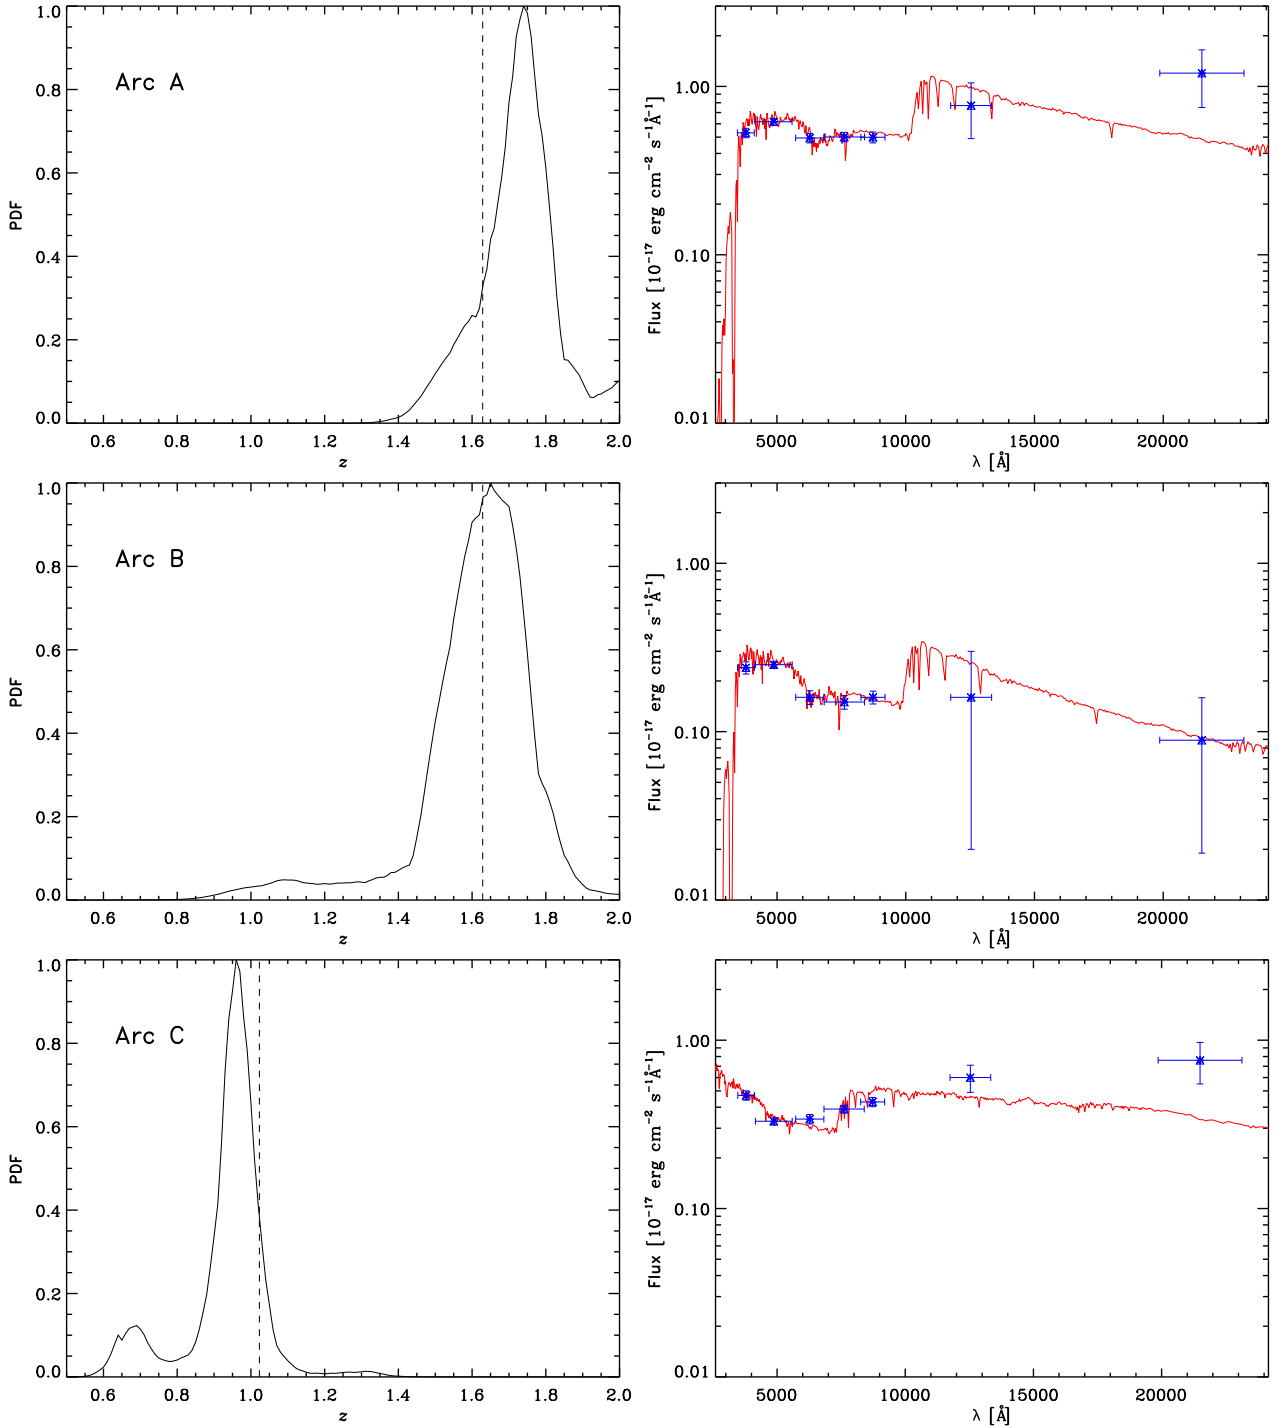 1.0
0.8
0.6
0.4
0.2
0.0
PDF
Arc A
0.6 0.8 1.0 1.2 1.4 1.6 1.8 2.0
z
1.00
0.10
0.01
Flux [10⁻¹⁷ erg cm⁻² s⁻¹Å⁻¹]
5000 10000 15000 20000
λ [Å]
1.0
0.8
0.6
0.4
0.2
0.0
PDF
Arc B
0.6 0.8 1.0 1.2 1.4 1.6 1.8 2.0
z
1.00
0.10
0.01
Flux [10⁻¹⁷ erg cm⁻² s⁻¹Å⁻¹]
5000 10000 15000 20000
λ [Å]
1.0
0.8
0.6
0.4
0.2
0.0
PDF
Arc C
0.6 0.8 1.0 1.2 1.4 1.6 1.8 2.0
z
1.00
0.10
0.01
Flux [10⁻¹⁷ erg cm⁻² s⁻¹Å⁻¹]
5000 10000 15000 20000
λ [Å]